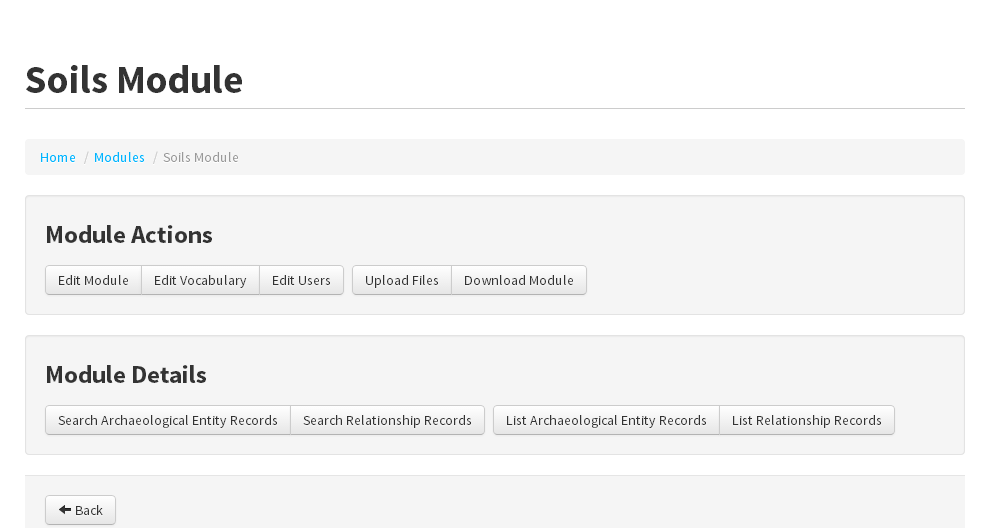 Soils Module
Home / Modules / Soils Module
Module Actions
Edit Module Edit Vocabulary Edit Users Upload Files Download Module
Module Details
Search Archaeological Entity Records Search Relationship Records List Archaeological Entity Records List Relationship Records
Back